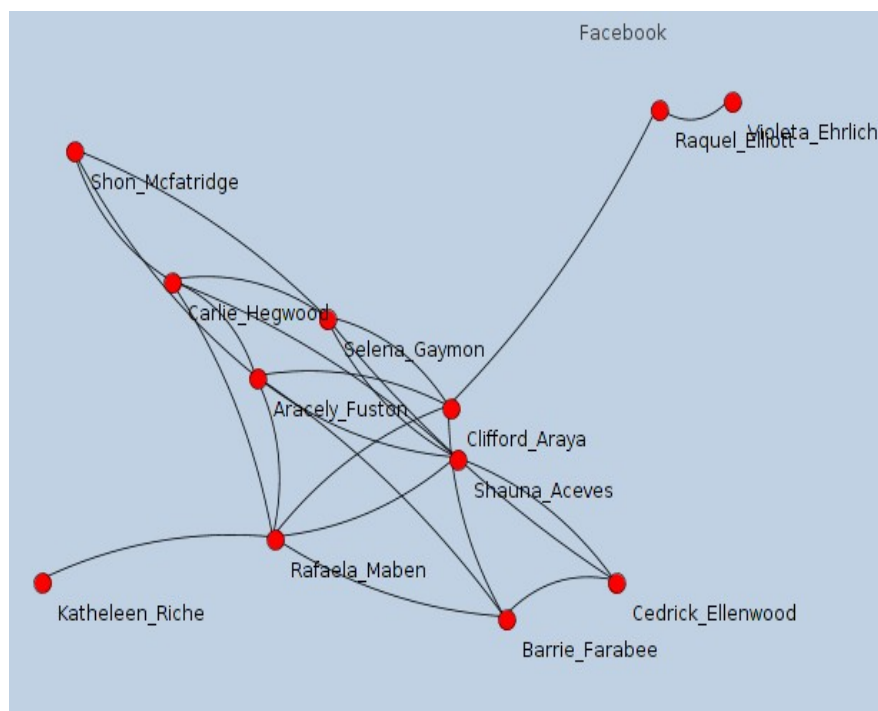 Facebook
Violeta_Ehrlich
Raquel_Elliott
Shon_Mcfatridge
Carlie_Hegwood
Selena_Gaymon
Aracely_Fuston
Clifford_Araya
Shauna_Aceves
Rafaela_Maben
Katheleen_Riche
Cedrick_Ellenwood
Barrie_Farabee